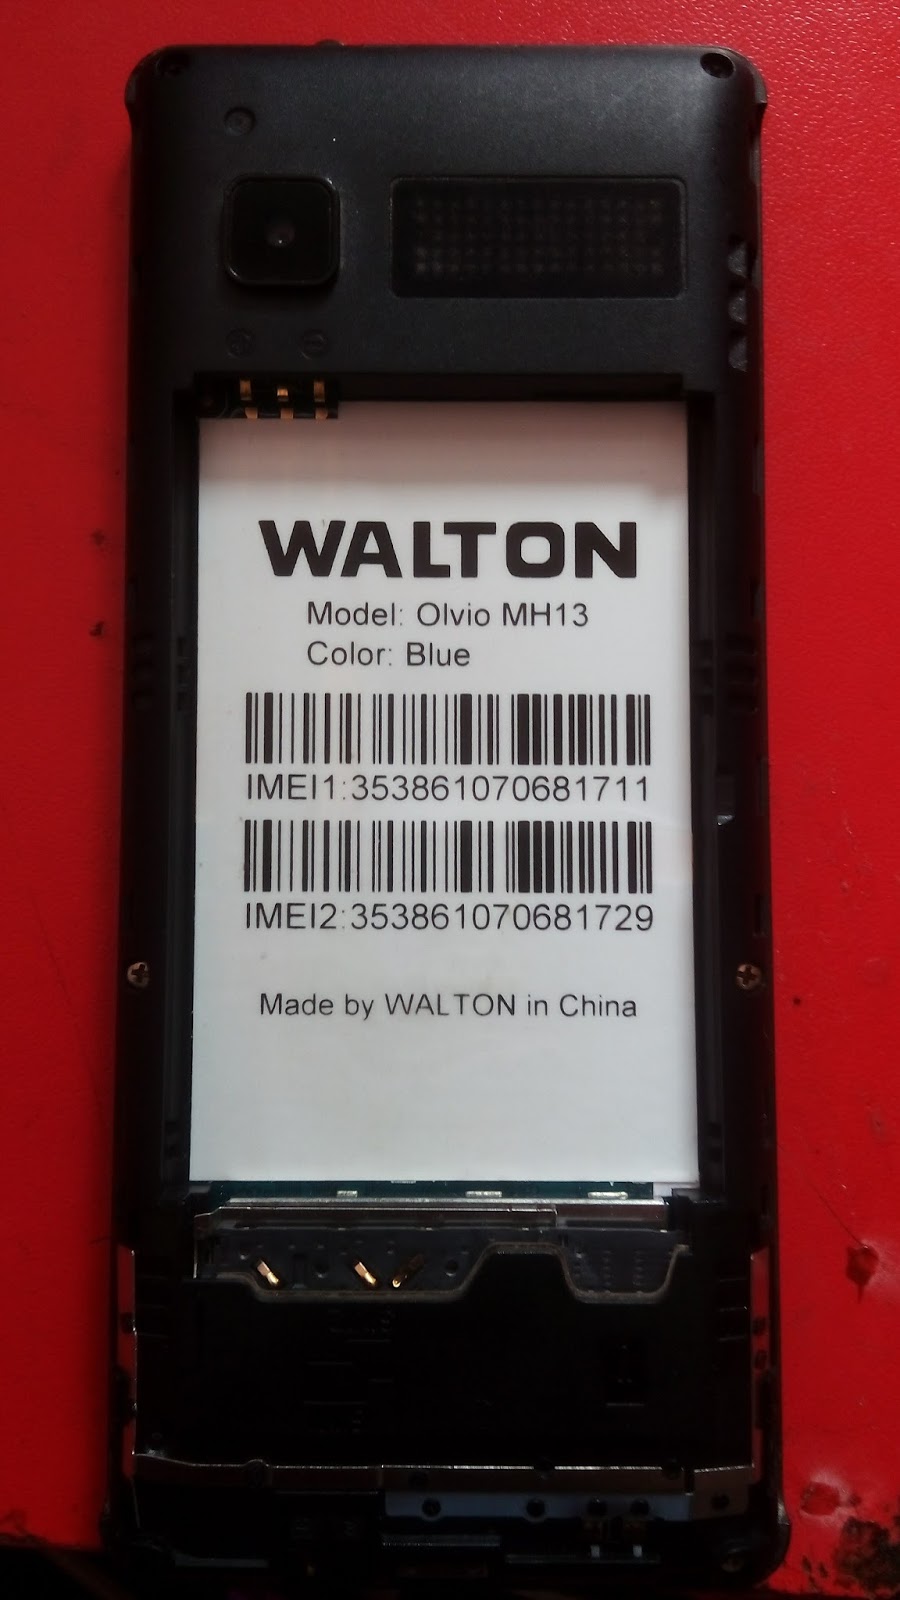 WALTON
Model: Olvio MH13
Color: Blue
IMEI1:353861070681711
IMEI2:353861070681729
Made by WALTON in China